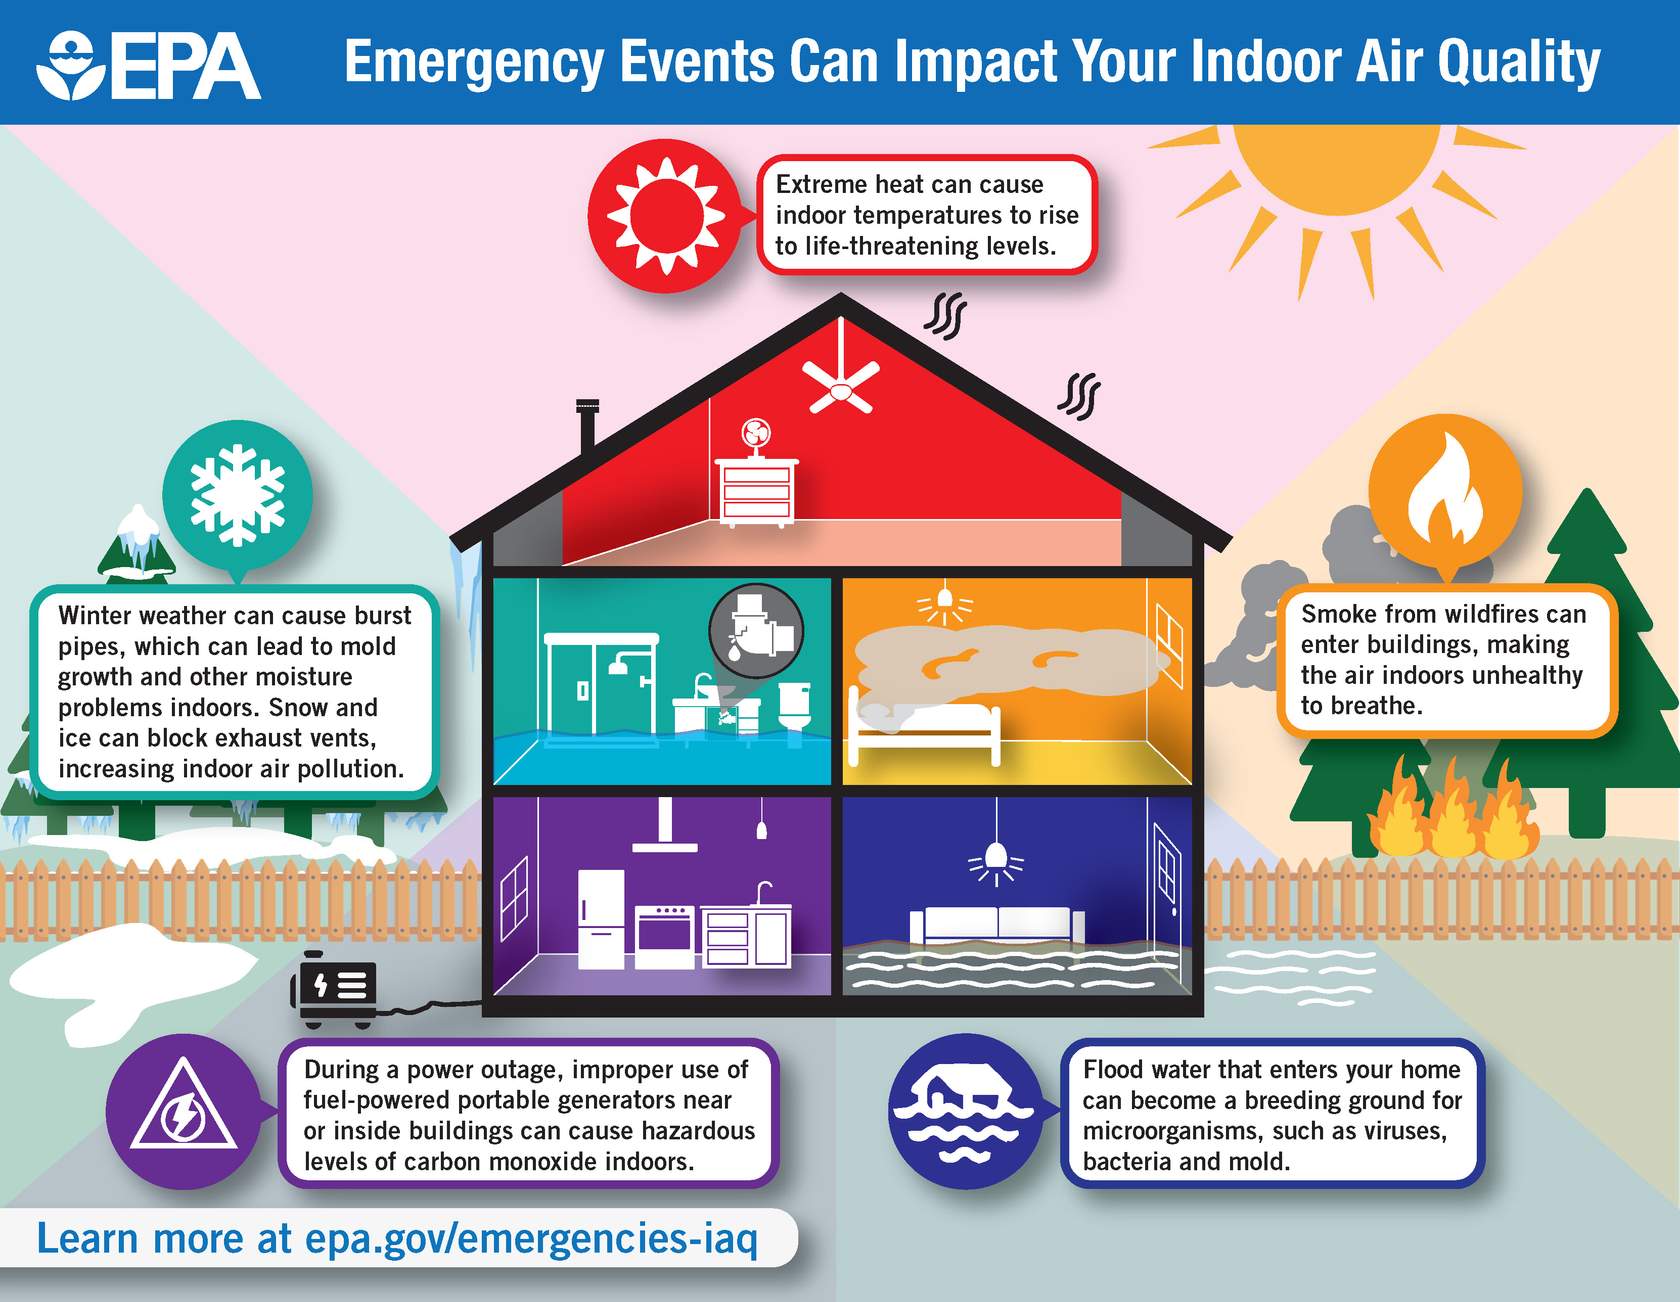 EPA
Emergency Events Can Impact Your Indoor Air Quality
Extreme heat can cause
indoor temperatures to rise
to life-threatening levels.
Winter weather can cause burst
pipes, which can lead to mold
growth and other moisture
problems indoors. Snow and
ice can block exhaust vents,
increasing indoor air pollution.
Smoke from wildfires can
enter buildings, making
the air indoors unhealthy
to breathe.
During a power outage, improper use of
fuel-powered portable generators near
or inside buildings can cause hazardous
levels of carbon monoxide indoors.
Flood water that enters your home
can become a breeding ground for
microorganisms, such as viruses,
bacteria and mold.
Learn more at epa.gov/emergencies-iaq